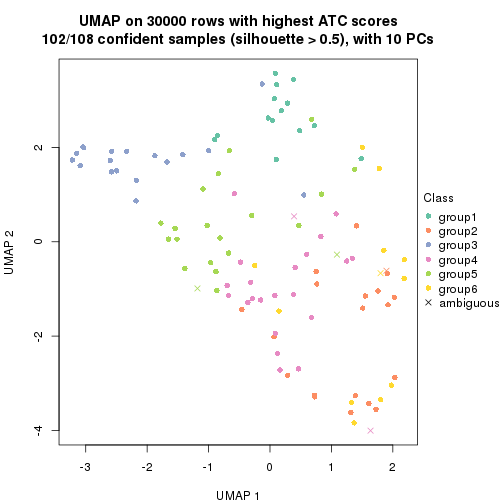 UMAP on 30000 rows with highest ATC scores
102/108 confident samples (silhouette > 0.5), with 10 PCs
UMAP 2
2
0
-2
-4
-3
-2
-1
0
1
2
UMAP 1
Class
group1
group2
group3
group4
group5
group6
ambiguous